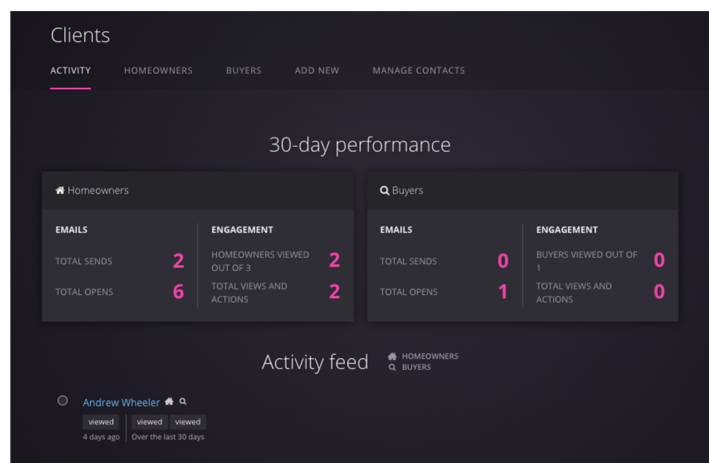 Clients
ACTIVITY HOMEOWNERS BUYERS ADD NEW MANAGE CONTACTS
30-day performance
Homeowners
EMAILS
TOTAL SENDS 2
TOTAL OPENS 6
ENGAGEMENT
HOMEOWNERS VIEWED
OUT OF 3 2
TOTAL VIEWS AND
ACTIONS 2
Buyers
EMAILS
TOTAL SENDS 0
TOTAL OPENS 1
ENGAGEMENT
BUYERS VIEWED OUT OF
1 0
TOTAL VIEWS AND
ACTIONS 0
Activity feed
HOMEOWNERS
BUYERS
Andrew Wheeler
viewed viewed viewed
4 days ago Over the last 30 days